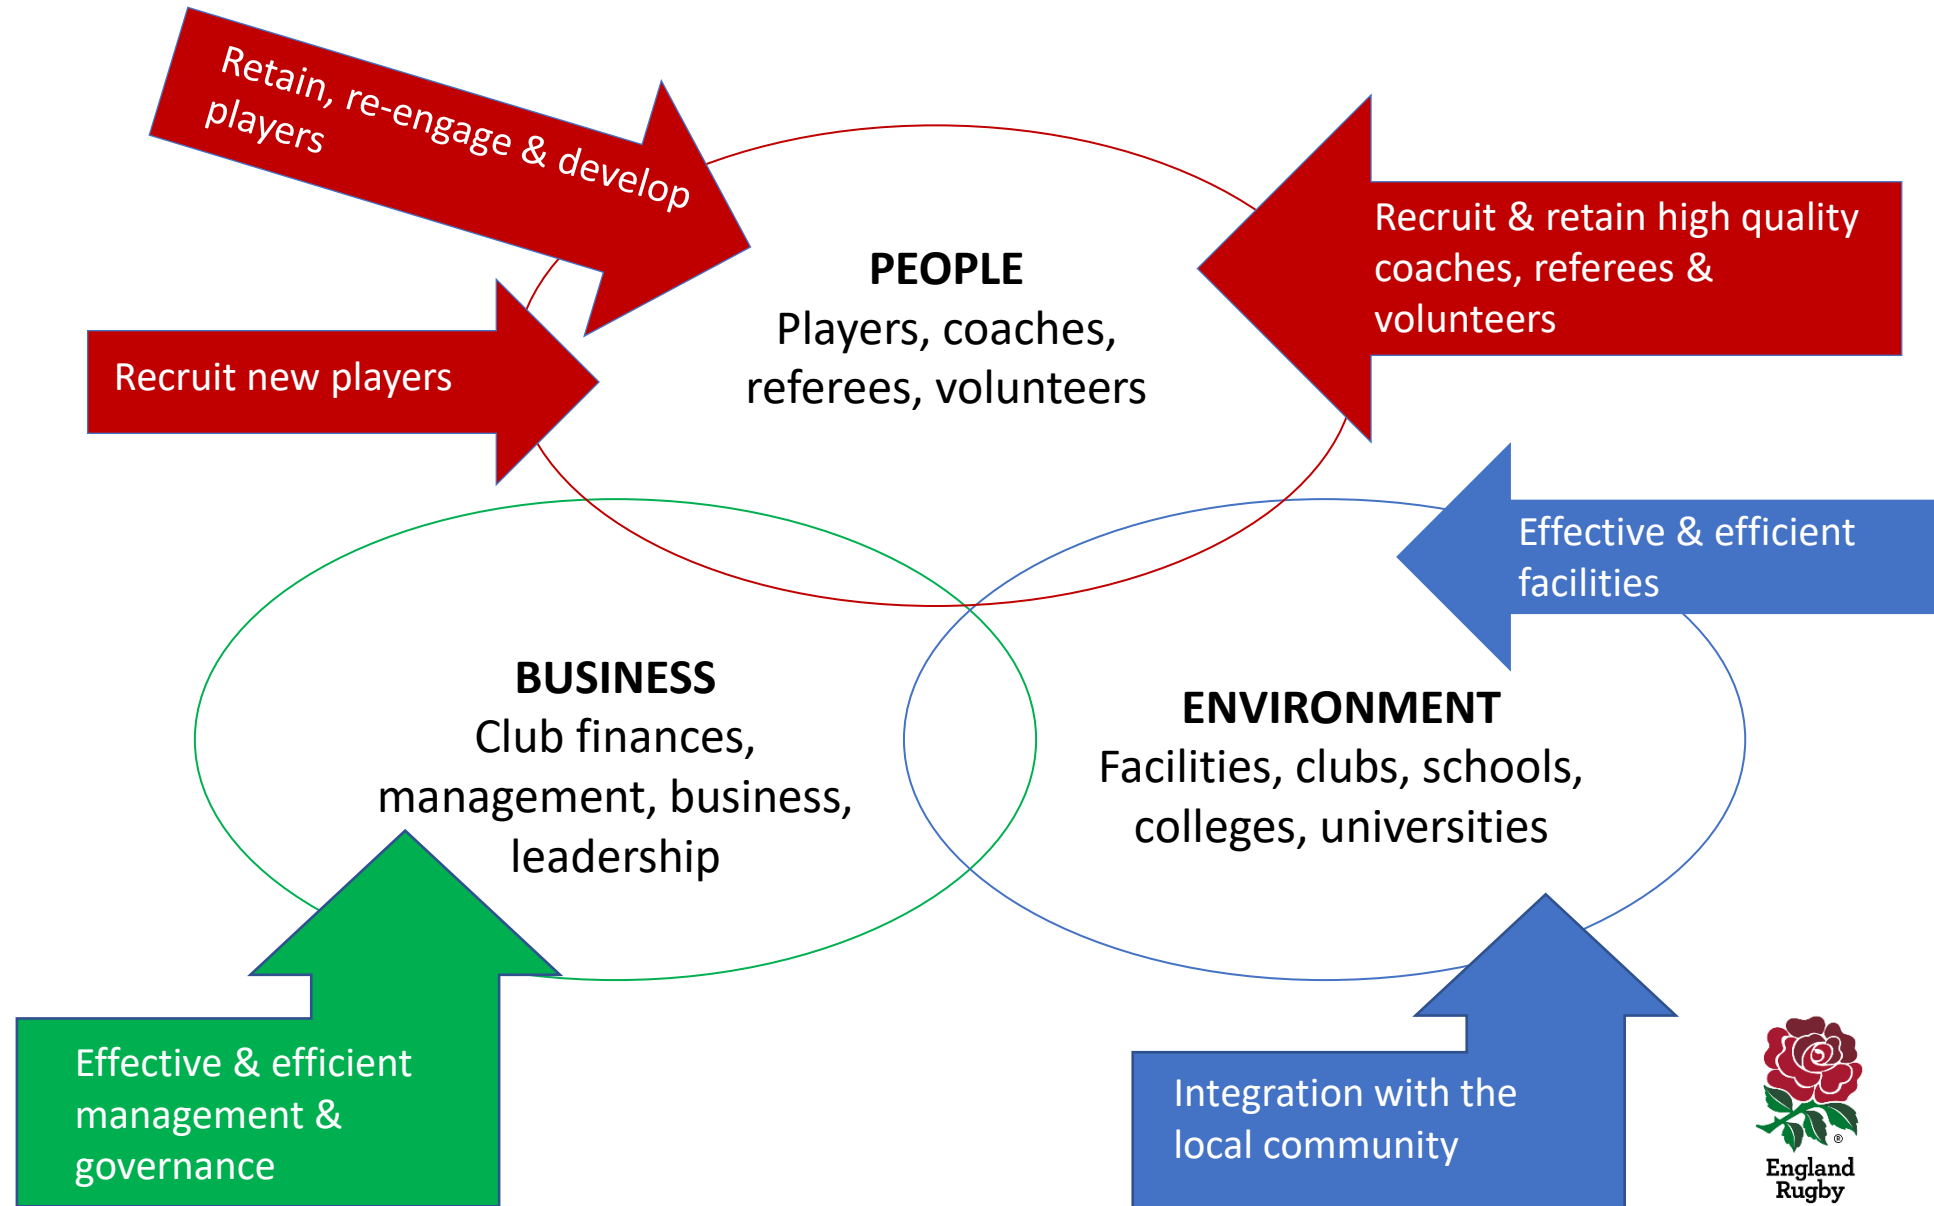 Retain, re-engage & develop
players
Recruit new players
PEOPLE
Players, coaches,
referees, volunteers
Recruit & retain high quality
coaches, referees &
volunteers
Effective & efficient
facilities
BUSINESS
Club finances,
management, business,
leadership
ENVIRONMENT
Facilities, clubs, schools,
colleges, universities
Effective & efficient
management &
governance
Integration with the
local community
®
England
Rugby